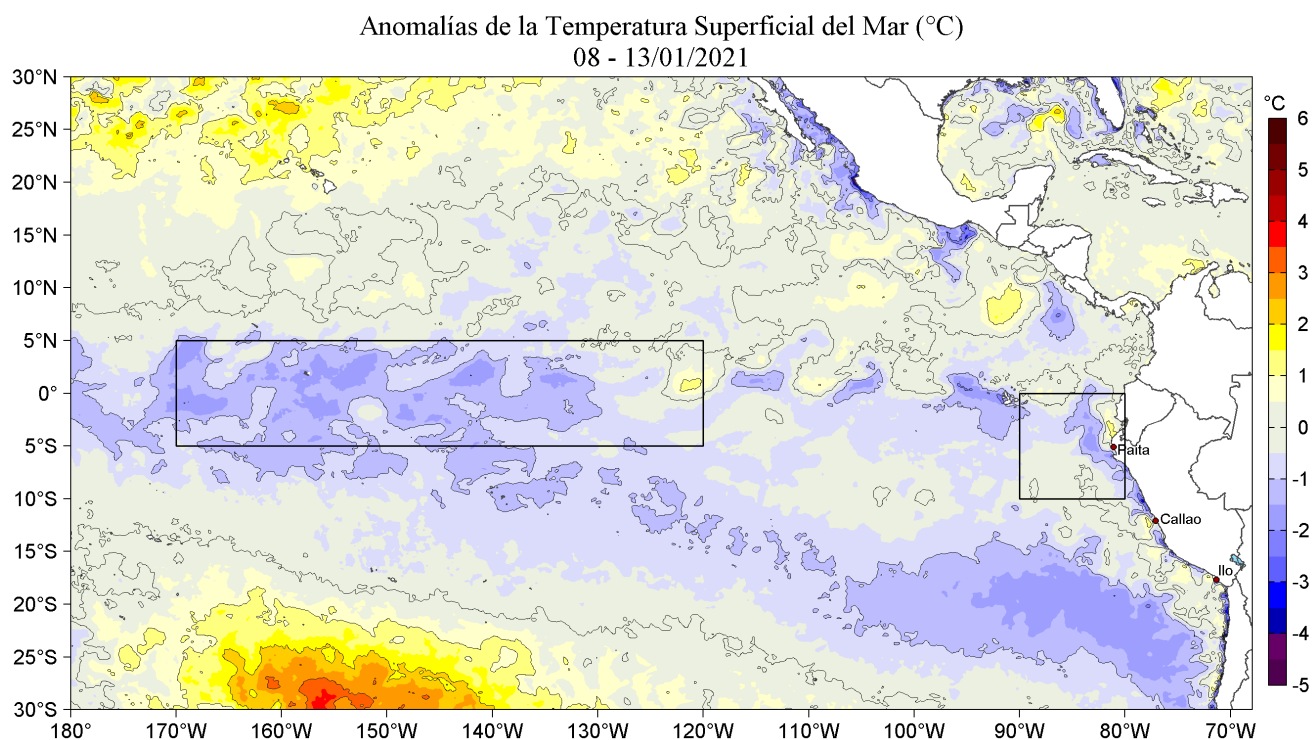 Anomalías de la Temperatura Superficial del Mar (°C)
08 - 13/01/2021
30°N
25°N
20°N
15°N
10°N
5°N
0°
5°S
10°S
15°S
20°S
25°S
30°S
180°
170°W
160°W
150°W
140°W
130°W
120°W
110°W
100°W
90°W
80°W
70°W
Paita
Callao
Ilo
°C
6
5
4
3
2
1
0
-1
-2
-3
-4
-5